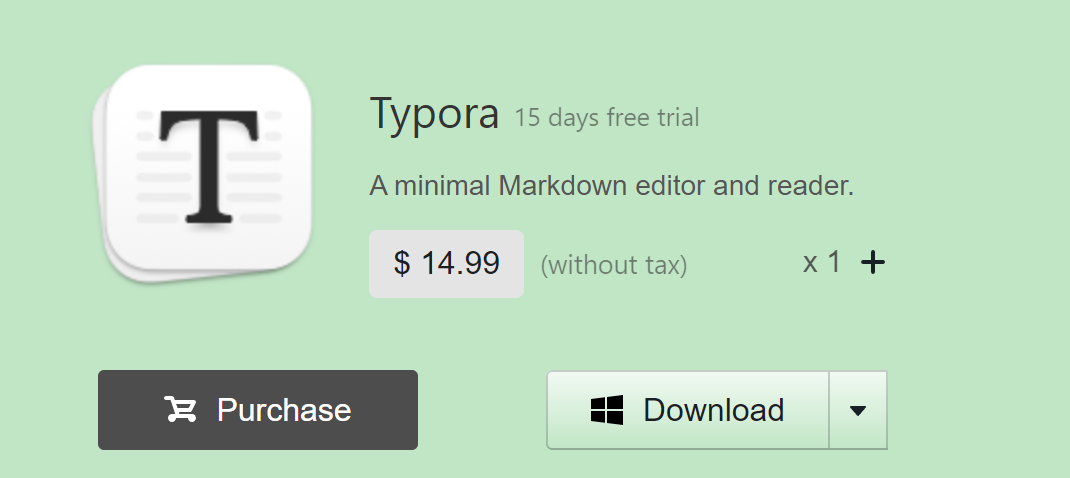 T
Typora 15 days free trial
A minimal Markdown editor and reader.
$ 14.99 (without tax) x 1 +
Purchase Download